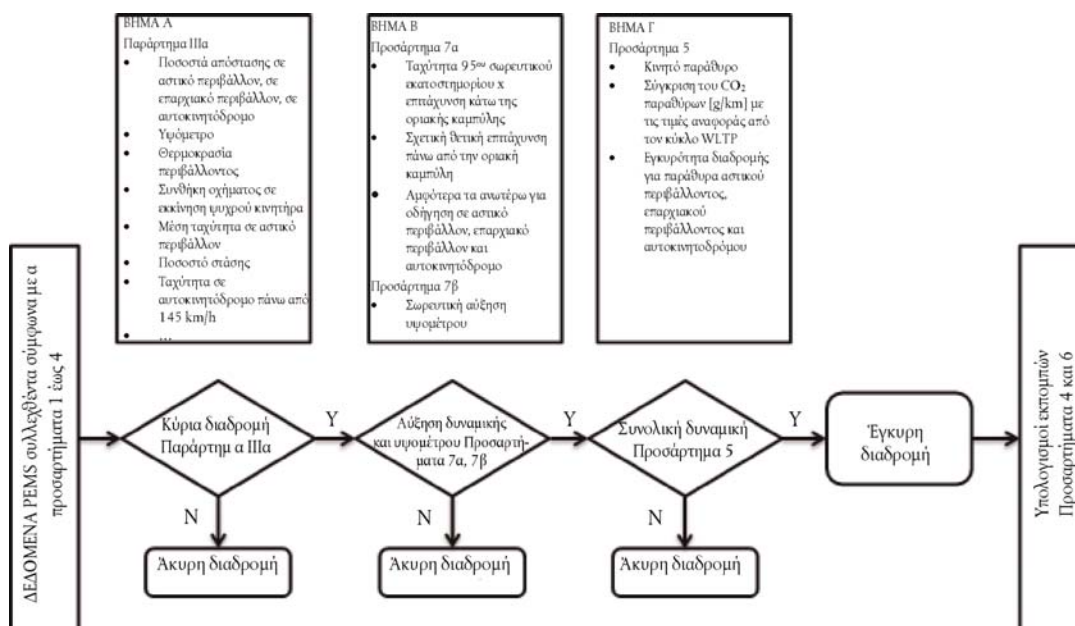 ΒΗΜΑ Α
Παράρτημα IIIa
• Ποσοστά απόστασης σε
αστικό περιβάλλον, σε
επαρχιακό περιβάλλον, σε
αυτοκινητόδρομο
• Υψόμετρο
• Θερμοκρασία
περιβάλλοντος
• Συνθήκη οχήματος σε
εκκίνηση ψυχρού κινητήρα
• Μέση ταχύτητα σε αστικό
περιβάλλον
• Ποσοστό στάσης
• Ταχύτητα σε
αυτοκινητόδρομο πάνω από
145 km/h
• …
ΒΗΜΑ Β
Προσάρτημα 7α
• Ταχύτητα 95ου σωρευτικού
εκατοστημορίου x
επιτάχυνση κάτω της
οριακής καμπύλης
• Σχετική θετική επιτάχυνση
πάνω από την οριακή
καμπύλη
• Αμφότερα τα ανωτέρω για
οδήγηση σε αστικό
περιβάλλον, επαρχιακό
περιβάλλον και
αυτοκινητόδρομο
Προσάρτημα 7β
• Σωρευτική αύξηση
υψομέτρου
ΒΗΜΑ Γ
Προσάρτημα 5
• Κινητό παράθυρο
• Σύγκριση του CO₂
παραθύρων [g/km] με
τις τιμές αναφοράς από
τον κύκλο WLTP
• Εγκυρότητα διαδρομής
για παράθυρα αστικού
περιβάλλοντος,
επαρχιακού
περιβάλλοντος και
αυτοκινητοδρόμου
ΔΕΔΟΜΕΝΑ PEMS συλλεχθέντα σύμφωνα με α
προσαρτήματα 1 έως 4
Κύρια διαδρομή
Παράρτημ α IIIa
Y
N
Άκυρη διαδρομή
Αύξηση δυναμικής
και υψομέτρου Προσαρτή-
ματα 7α, 7β
Y
N
Άκυρη διαδρομή
Συνολική δυναμική
Προσάρτημα 5
Y
N
Άκυρη διαδρομή
Έγκυρη
διαδρομή
Υπολογισμοί εκπομπών
Προσαρτήματα 4 και 6